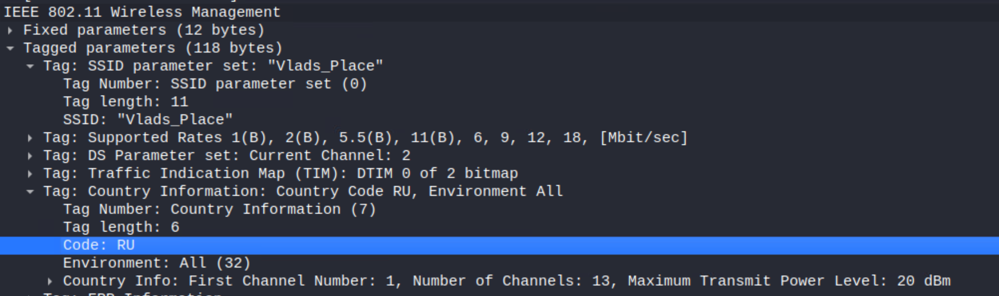 IEEE 802.11 Wireless Management
Fixed parameters (12 bytes)
Tagged parameters (118 bytes)
Tag: SSID parameter set: "Vlads_Place"
Tag Number: SSID parameter set (0)
Tag length: 11
SSID: "Vlads_Place"
Tag: Supported Rates 1(B), 2(B), 5.5(B), 11(B), 6, 9, 12, 18, [Mbit/sec]
Tag: DS Parameter set: Current Channel: 2
Tag: Traffic Indication Map (TIM): DTIM 0 of 2 bitmap
Tag: Country Information: Country Code RU, Environment All
Tag Number: Country Information (7)
Tag length: 6
Code: RU
Environment: All (32)
Country Info: First Channel Number: 1, Number of Channels: 13, Maximum Transmit Power Level: 20 dBm
Tag: ERP Information